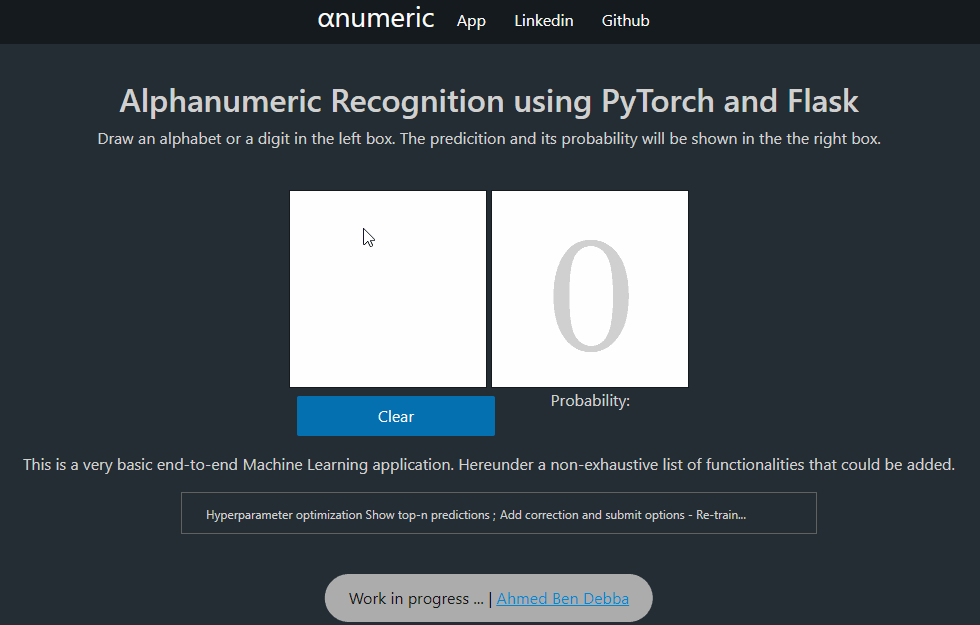 αnumeric App Linkedin Github
Alphanumeric Recognition using PyTorch and Flask
Draw an alphabet or a digit in the left box. The predicition and its probability will be shown in the the right box.
0
Probability:
Clear
This is a very basic end-to-end Machine Learning application. Hereunder a non-exhaustive list of functionalities that could be added.
Hyperparameter optimization Show top-n predictions ; Add correction and submit options - Re-train...
Work in progress ... | Ahmed Ben Debba